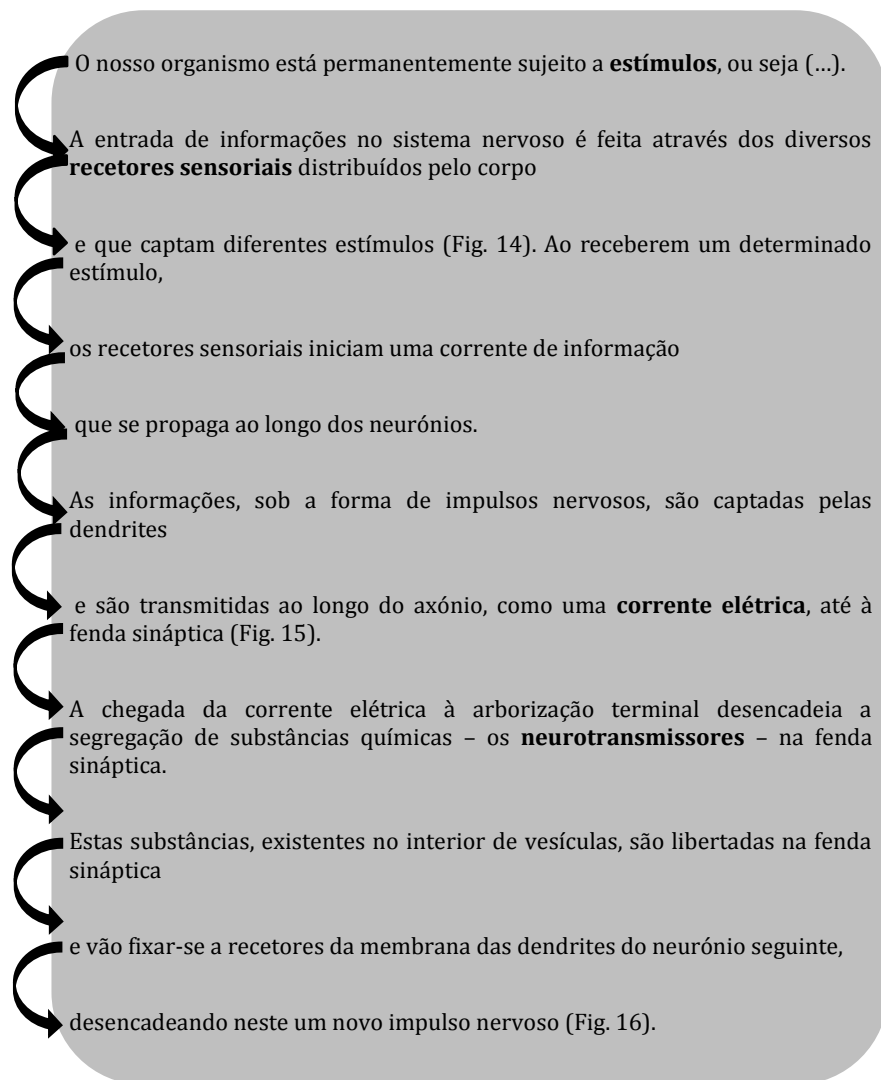 O nosso organismo está permanentemente sujeito a estímulos, ou seja (…).
A entrada de informações no sistema nervoso é feita através dos diversos
recetores sensoriais distribuídos pelo corpo
e que captam diferentes estímulos (Fig. 14). Ao receberem um determinado
estímulo,
os recetores sensoriais iniciam uma corrente de informação
que se propaga ao longo dos neurónios.
As informações, sob a forma de impulsos nervosos, são captadas pelas
dendrites
e são transmitidas ao longo do axónio, como uma corrente elétrica, até à
fenda sináptica (Fig. 15).
A chegada da corrente elétrica à arborização terminal desencadeia a
segregação de substâncias químicas – os neurotransmissores – na fenda
sináptica.
Estas substâncias, existentes no interior de vesículas, são libertadas na fenda
sináptica
e vão fixar-se a recetores da membrana das dendrites do neurónio seguinte,
desencadeando neste um novo impulso nervoso (Fig. 16).